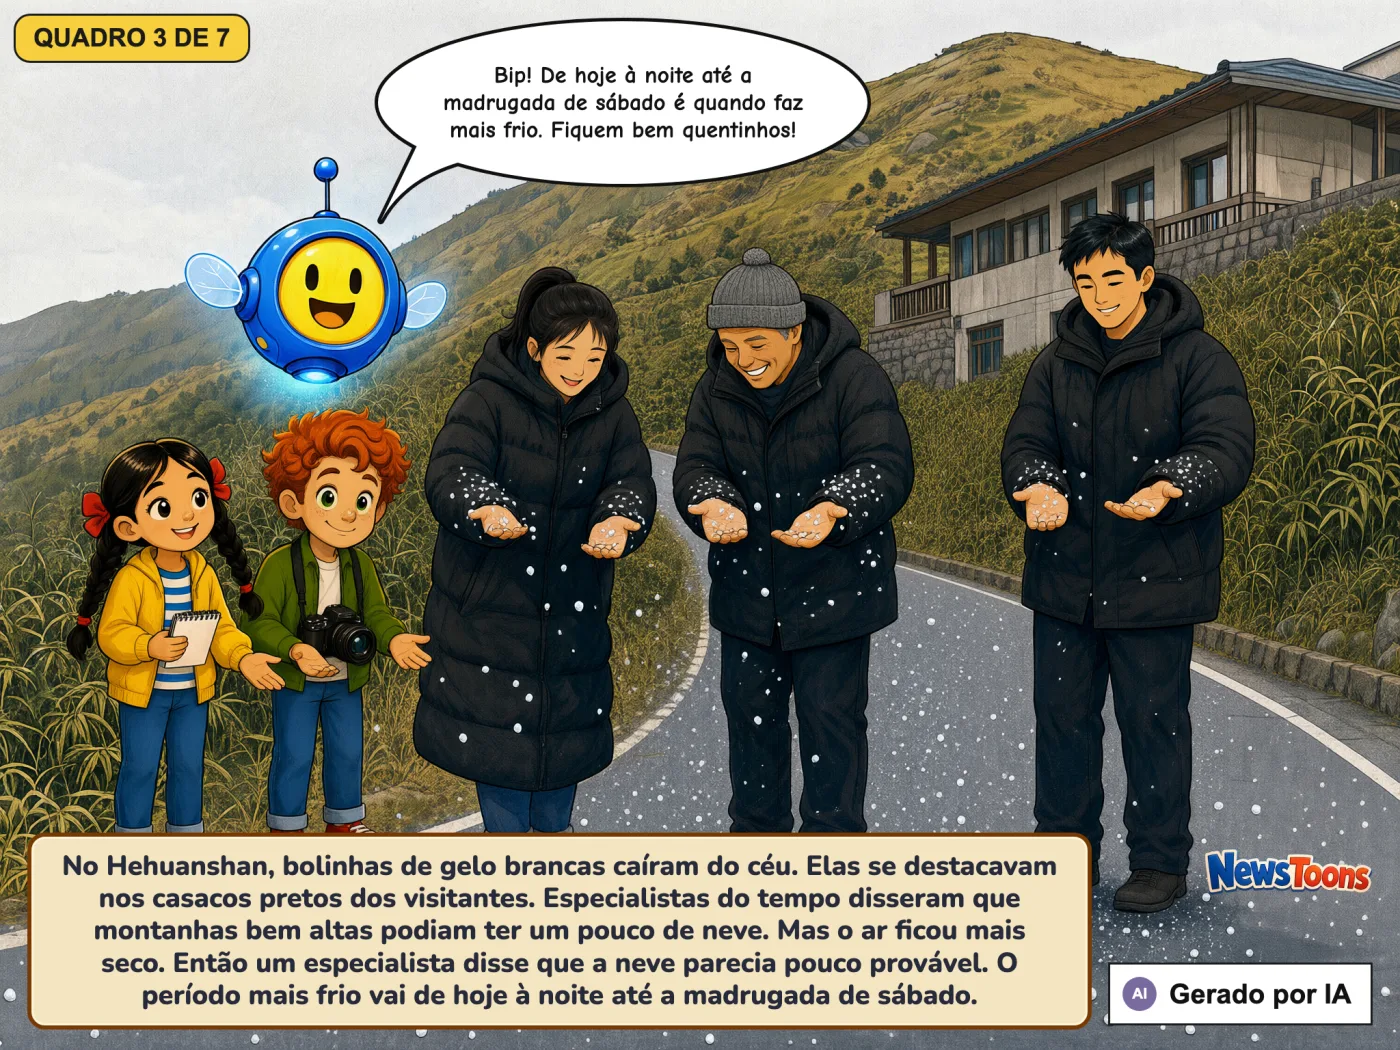 QUADRO 3 DE 7
Bip! De hoje à noite até a
madrugada de sábado é quando faz
mais frio. Fiquem bem quentinhos!
No Hehuanshan, bolinhas de gelo brancas caíram do céu. Elas se destacavam
nos casacos pretos dos visitantes. Especialistas do tempo disseram que
montanhas bem altas podiam ter um pouco de neve. Mas o ar ficou mais
seco. Então um especialista disse que a neve parecia pouco provável. O
período mais frio vai de hoje à noite até a madrugada de sábado.
NewsToons
AI Gerado por IA